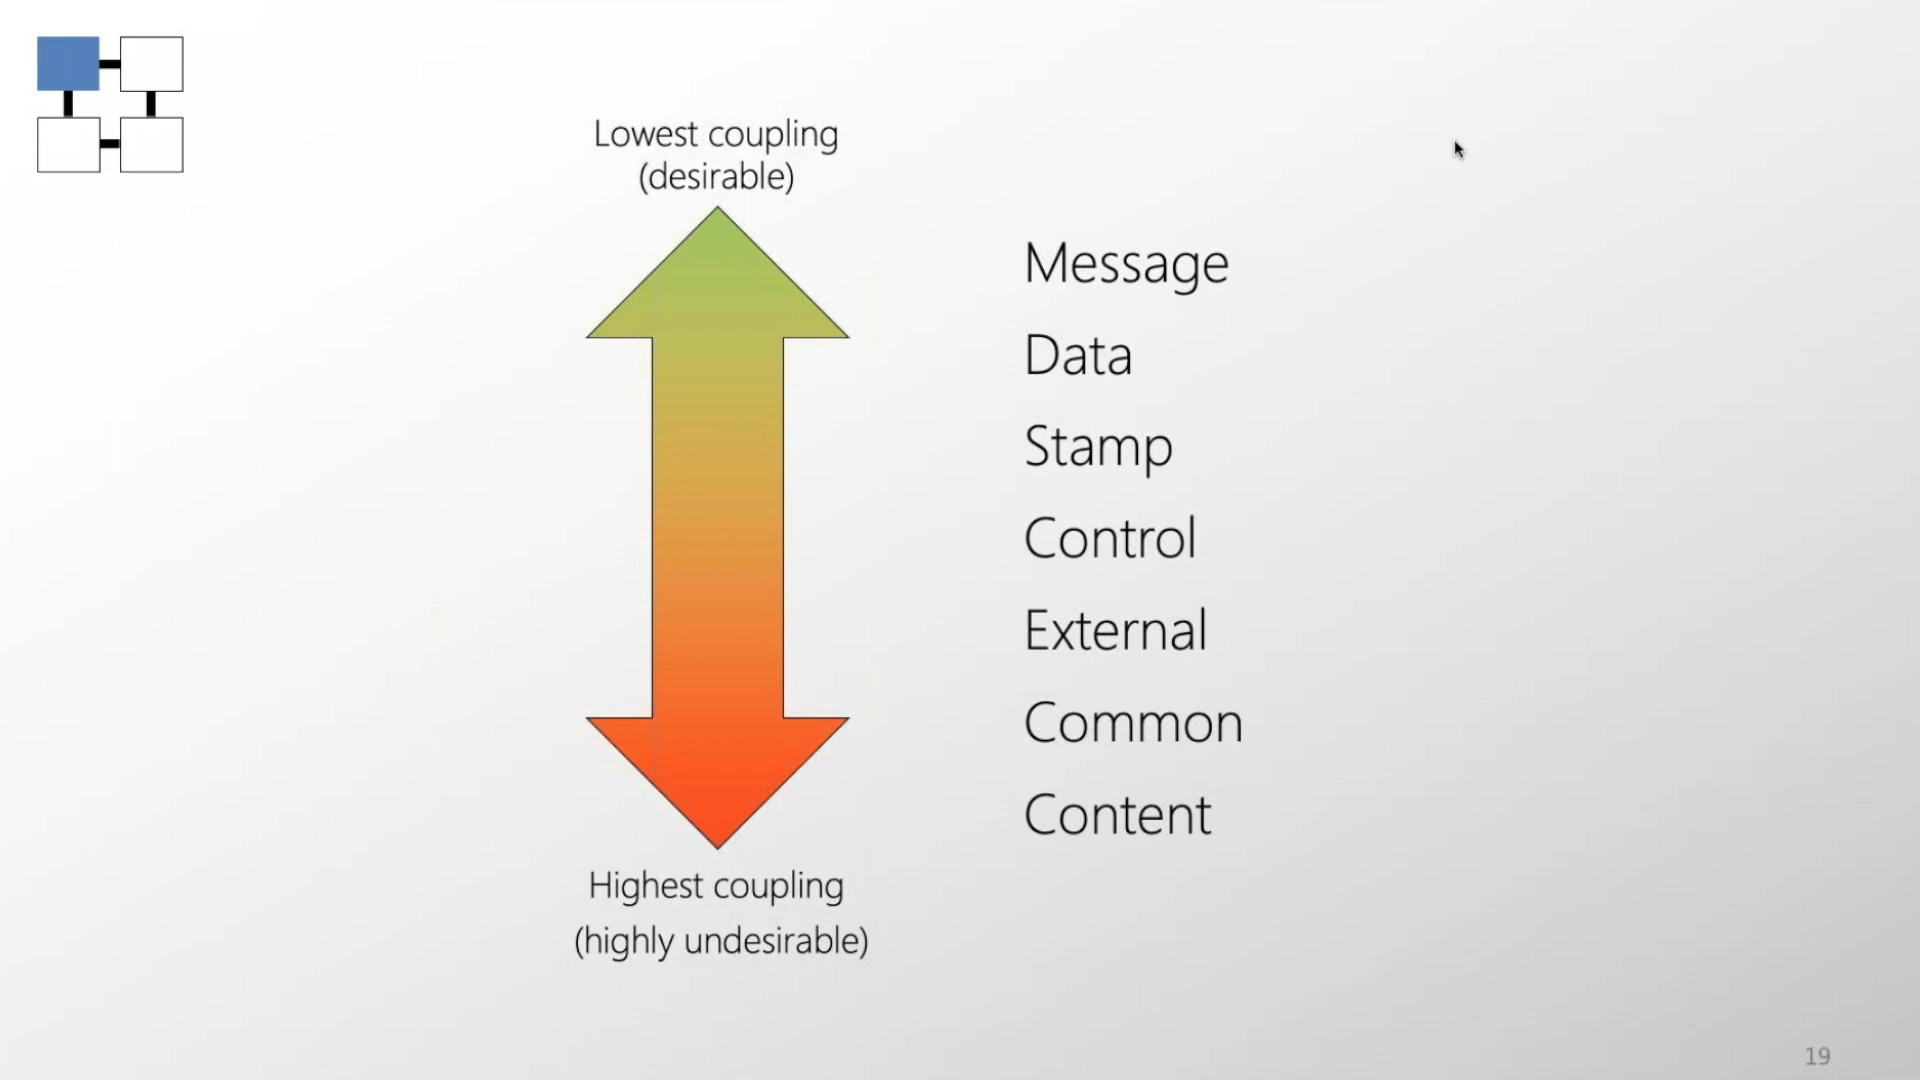 Lowest coupling
(desirable)
Message
Data
Stamp
Control
External
Common
Content
Highest coupling
(highly undesirable)
19